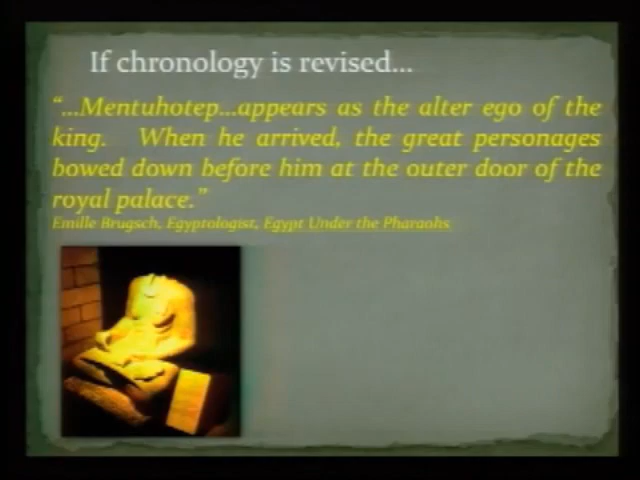 If chronology is revised...
“...Mentuhotep...appears as the alter ego of the
king. When he arrived, the great personages
bowed down before him at the outer door of the
royal palace.”
Emille Brugsch, Egyptologist, Egypt Under the Pharaohs